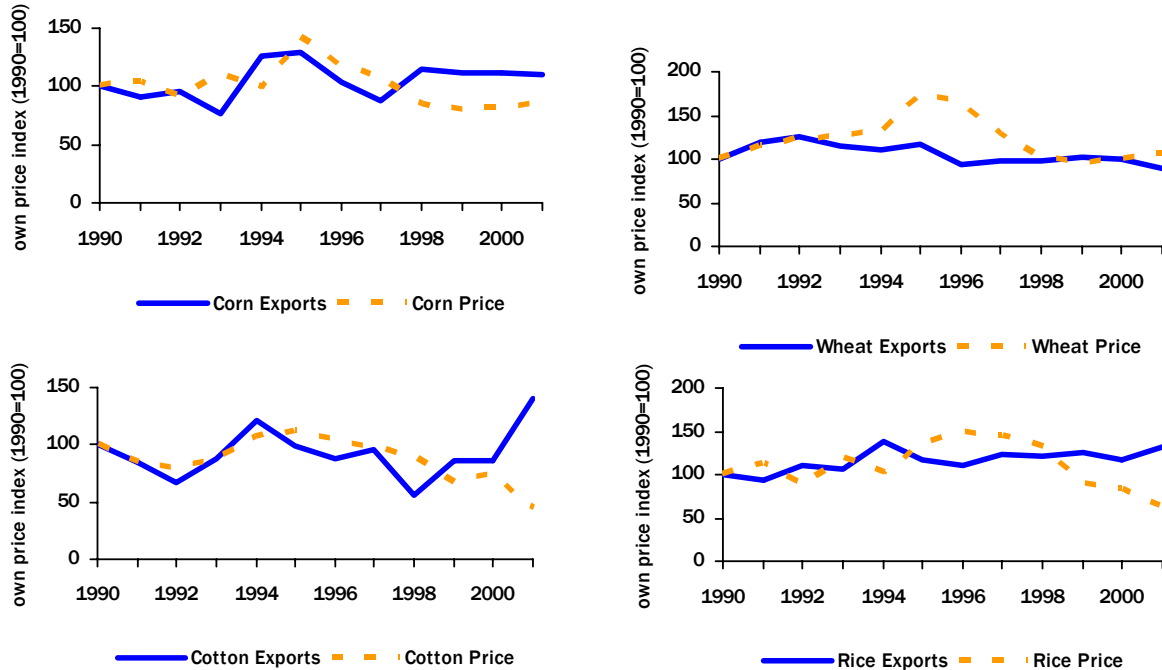 own price index (1990=100)
150
100
50
0
1990 1992 1994 1996 1998 2000
Corn Exports Corn Price
own price index (1990=100)
200
150
100
50
0
1990 1992 1994 1996 1998 2000
Wheat Exports Wheat Price
own price index (1990=100)
150
100
50
0
1990 1992 1994 1996 1998 2000
Cotton Exports Cotton Price
own price index (1990=100)
200
150
100
50
0
1990 1992 1994 1996 1998 2000
Rice Exports Rice Price